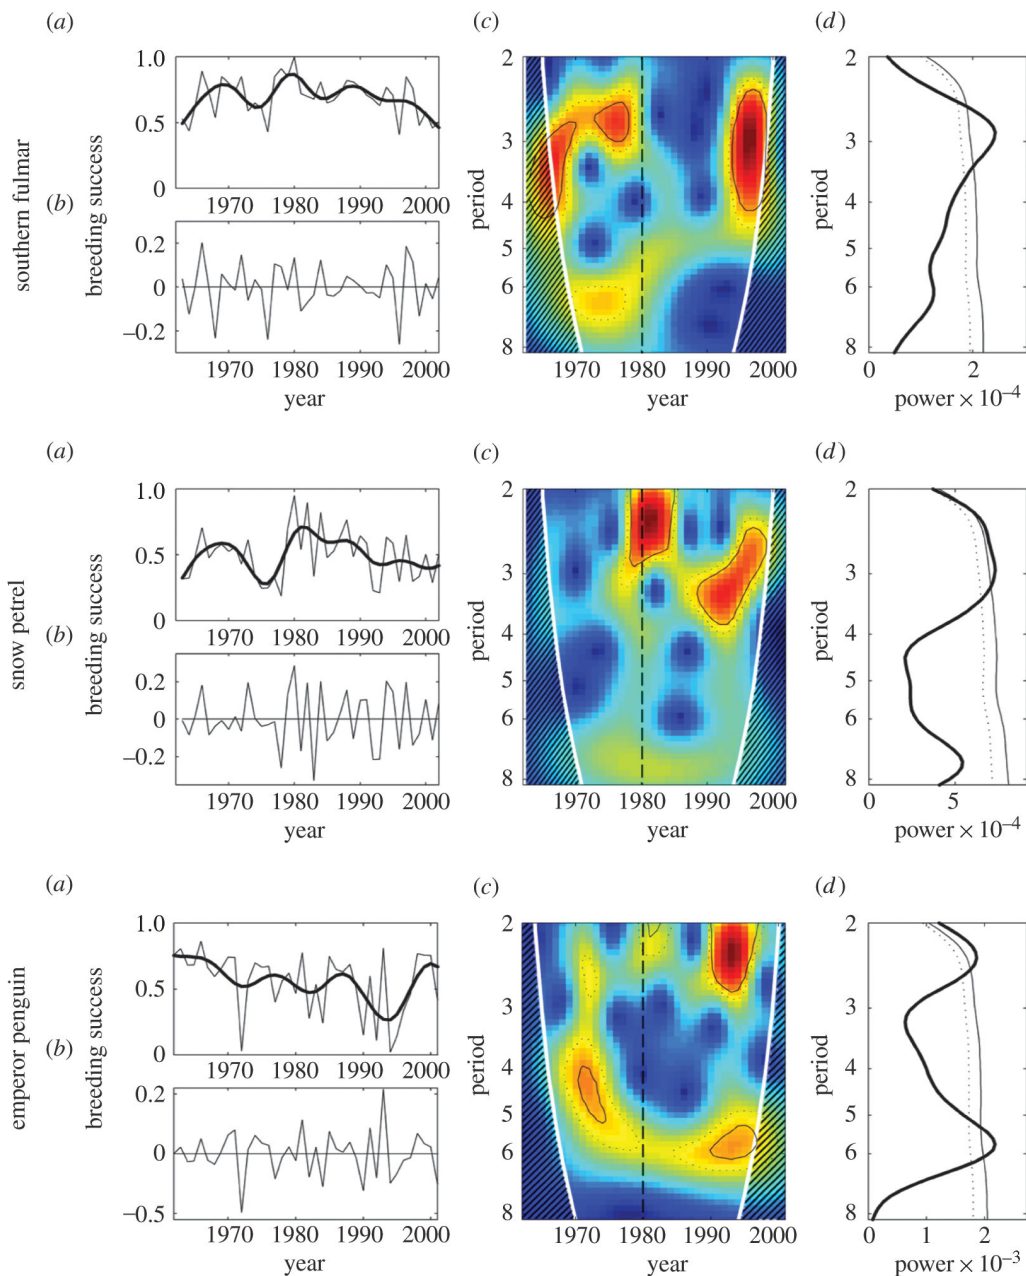 (a)
(c)
(d)
southern fulmar
breeding success
1.0
0.5
0
1970 1980 1990 2000
(b)
0.2
0
−0.2
1970 1980 1990 2000
year
period
2
3
4
5
6
8
1970 1980 1990 2000
year
period
2
3
4
5
6
8
0 2
power × 10⁻⁴
(a)
(c)
(d)
snow petrel
breeding success
1.0
0.5
0
1970 1980 1990 2000
(b)
0.2
0
−0.2
1970 1980 1990 2000
year
period
2
3
4
5
6
8
1970 1980 1990 2000
year
period
2
3
4
5
6
8
0 5
power × 10⁻⁴
(a)
(c)
(d)
emperor penguin
breeding success
1.0
0.5
0
1970 1980 1990 2000
(b)
0.2
0
−0.5
1970 1980 1990 2000
year
period
2
3
4
5
6
8
1970 1980 1990 2000
year
period
2
3
4
5
6
8
0 1 2
power × 10⁻³